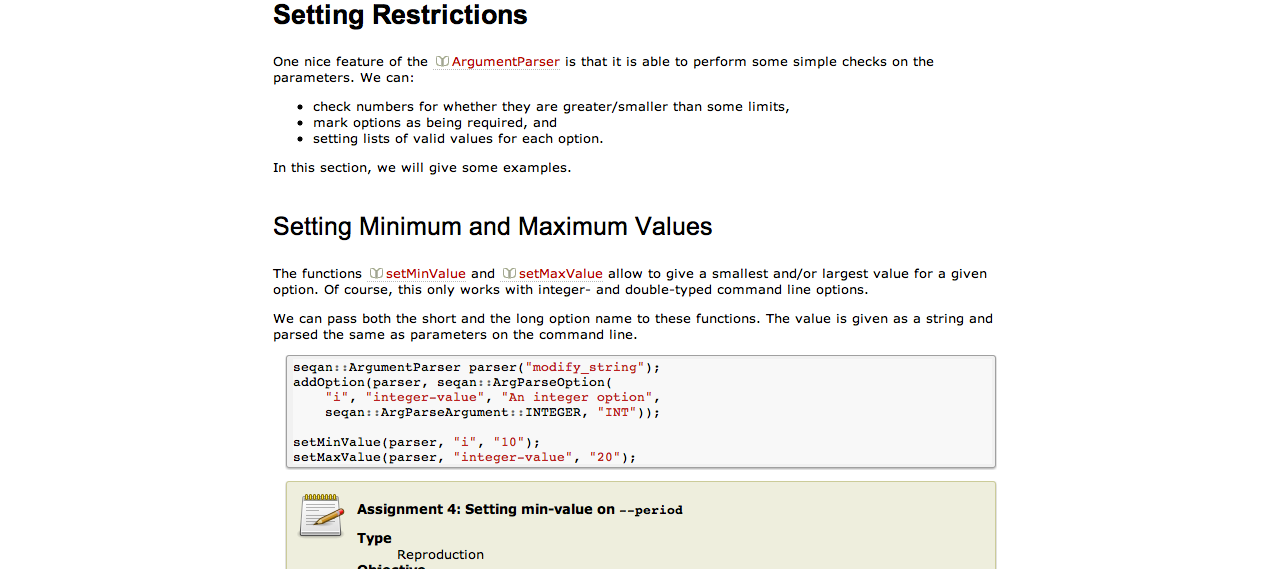 Setting Restrictions
One nice feature of the ArgumentParser is that it is able to perform some simple checks on the
parameters. We can:
• check numbers for whether they are greater/smaller than some limits,
• mark options as being required, and
• setting lists of valid values for each option.
In this section, we will give some examples.
Setting Minimum and Maximum Values
The functions setMinValue and setMaxValue allow to give a smallest and/or largest value for a given
option. Of course, this only works with integer- and double-typed command line options.
We can pass both the short and the long option name to these functions. The value is given as a string and
parsed the same as parameters on the command line.
seqan::ArgumentParser parser("modify_string");
addOption(parser, seqan::ArgParseOption(
    "i", "integer-value", "An integer option",
    seqan::ArgParseArgument::INTEGER, "INT"));
setMinValue(parser, "i", "10");
setMaxValue(parser, "integer-value", "20");
Assignment 4: Setting min-value on --period
Type
Reproduction
Objective